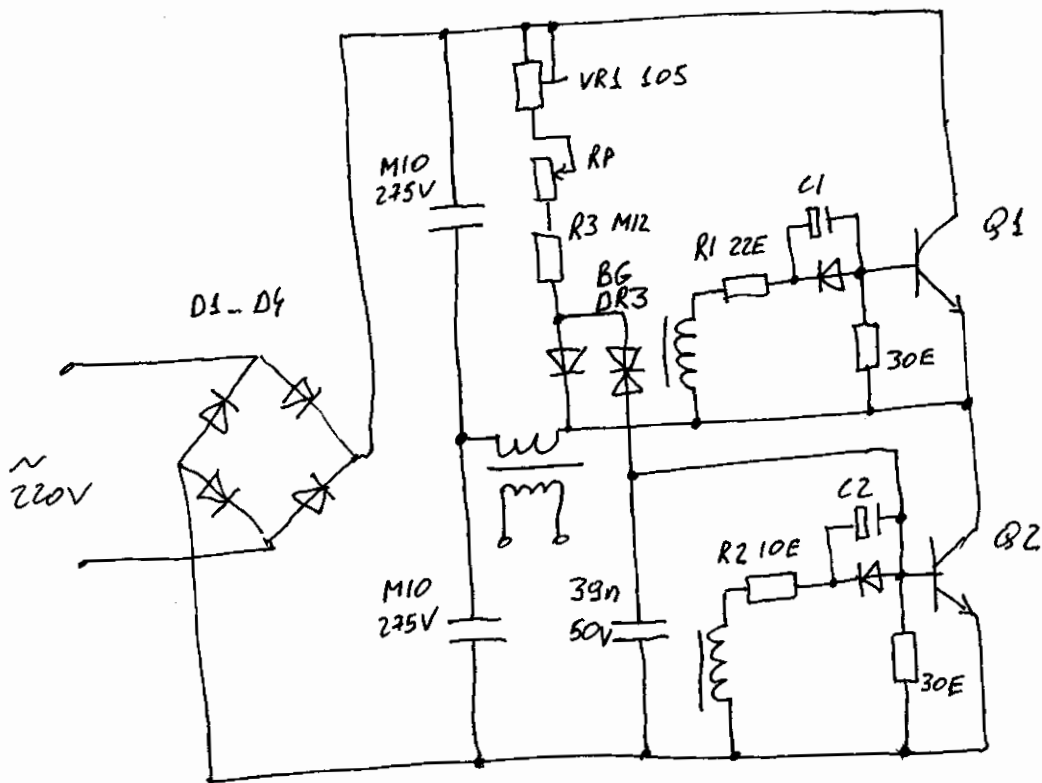 VR1 105
M10
275V
RP
C1
R3 M12
R1 22E
Q1
BG
DR3
D1.. D4
30E
~
220V
C2
R2 10E
Q2
M10
275V
39n
50V
30E